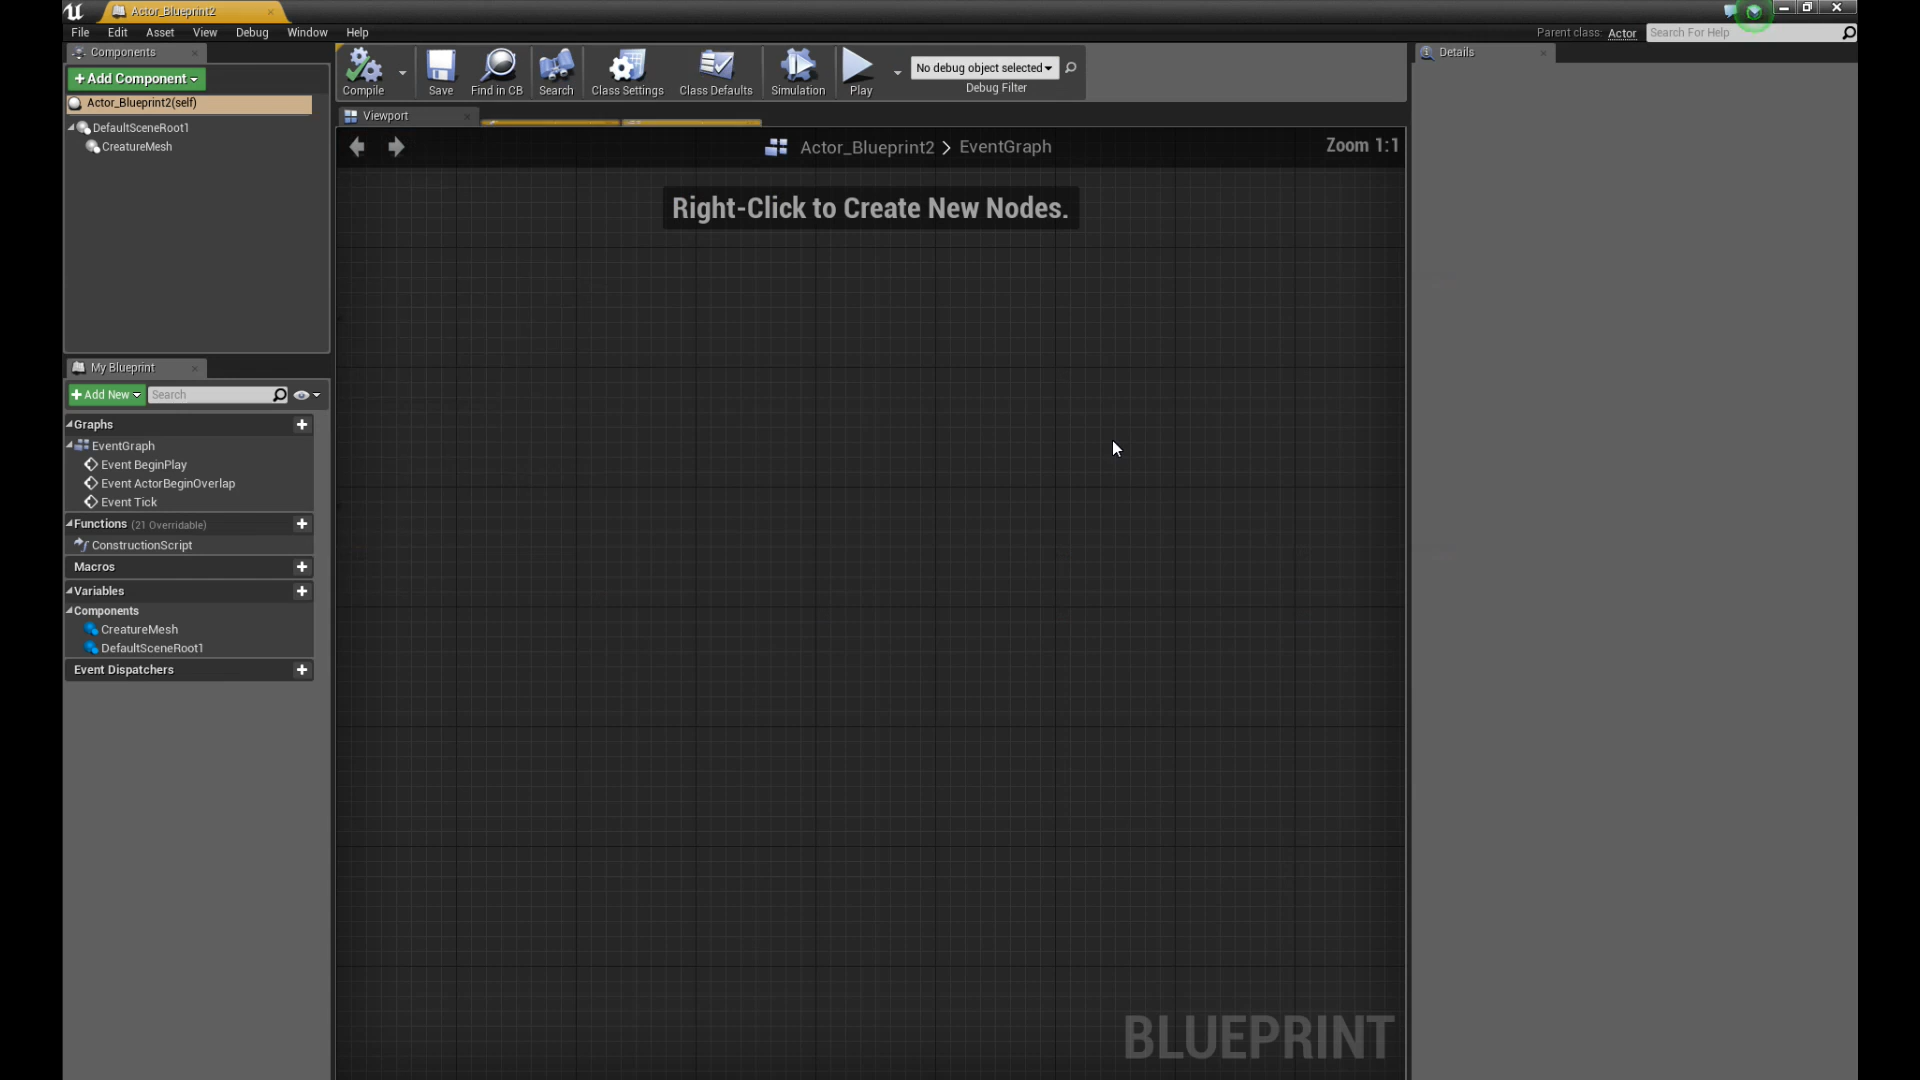 Actor_Blueprint2
File Edit Asset View Debug Window Help
Parent class: Actor Search For Help
Components
+Add Component
Actor_Blueprint2(self)
DefaultSceneRoot1
CreatureMesh
Compile
Save
Find in CB
Search
Class Settings
Class Defaults
Simulation
Play
No debug object selected
Debug Filter
Details
Viewport
Actor_Blueprint2 > EventGraph
Zoom 1:1
Right-Click to Create New Nodes.
My Blueprint
+Add New Search
Graphs
EventGraph
Event BeginPlay
Event ActorBeginOverlap
Event Tick
Functions (21 Overridable)
ConstructionScript
Macros
Variables
Components
CreatureMesh
DefaultSceneRoot1
Event Dispatchers
BLUEPRINT